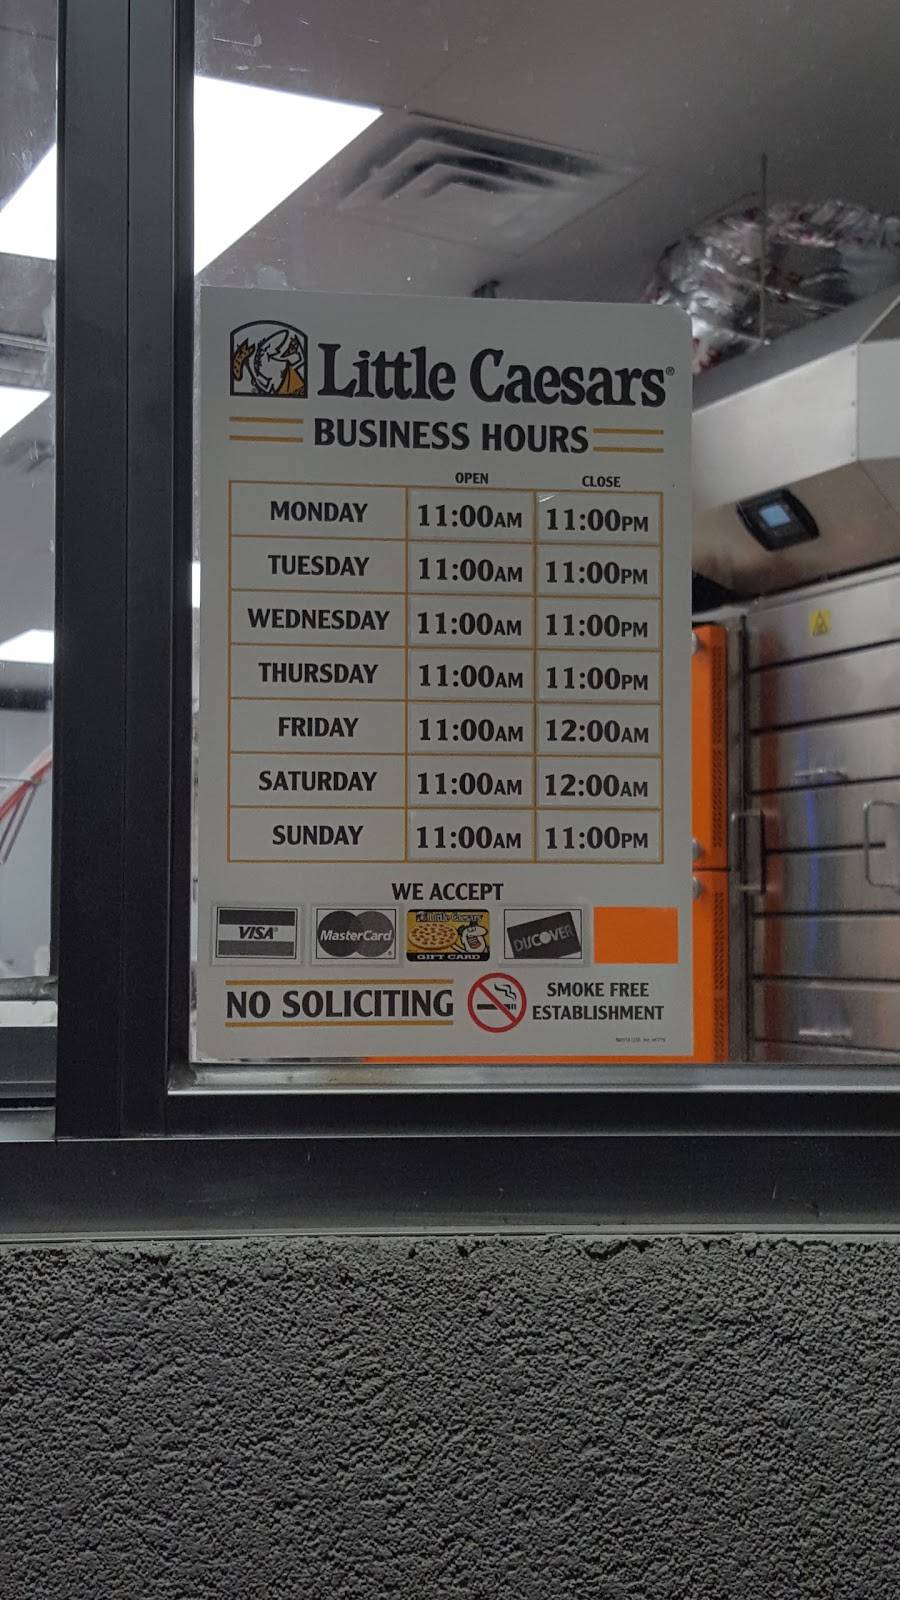 Little Caesars®
BUSINESS HOURS
OPEN CLOSE
MONDAY 11:00AM 11:00PM
TUESDAY 11:00AM 11:00PM
WEDNESDAY 11:00AM 11:00PM
THURSDAY 11:00AM 11:00PM
FRIDAY 11:00AM 12:00AM
SATURDAY 11:00AM 12:00AM
SUNDAY 11:00AM 11:00PM
WE ACCEPT
VISA MasterCard Little Caesars GIFT CARD DISCOVER
NO SOLICITING
SMOKE FREE
ESTABLISHMENT